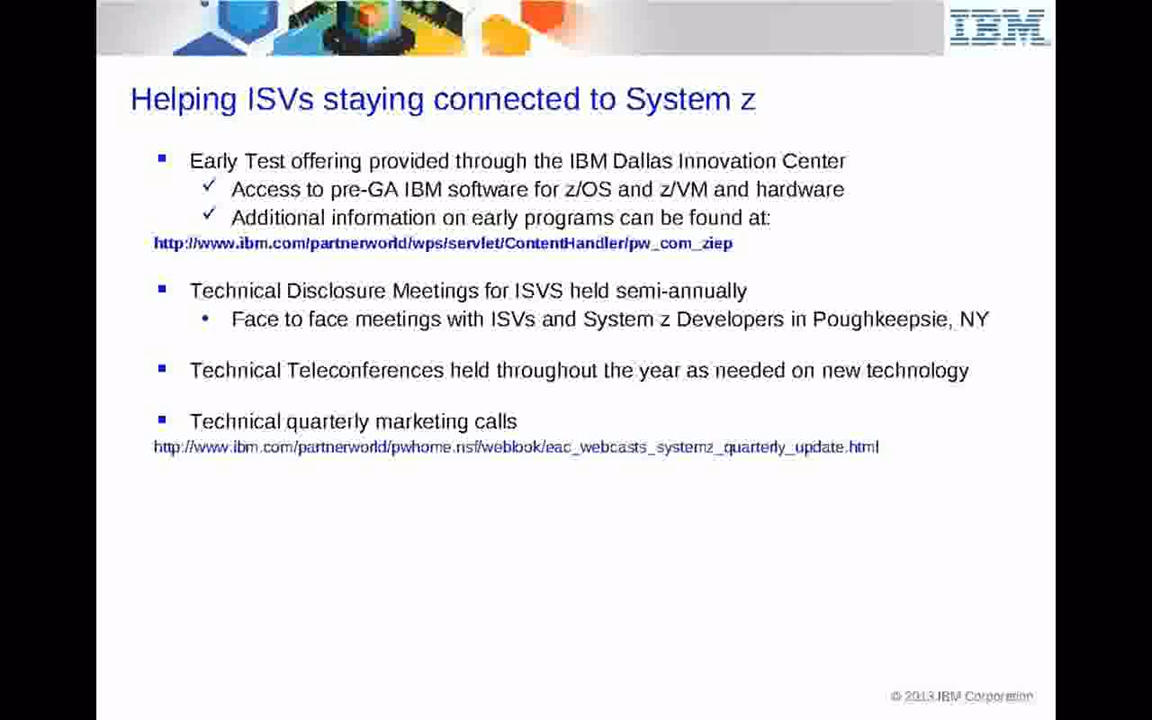 IBM
Helping ISVs staying connected to System z
Early Test offering provided through the IBM Dallas Innovation Center
Access to pre-GA IBM software for z/OS and z/VM and hardware
Additional information on early programs can be found at:
http://www.ibm.com/partnerworld/wps/servlet/ContentHandler/pw_com_ziep
Technical Disclosure Meetings for ISVS held semi-annually
Face to face meetings with ISVs and System z Developers in Poughkeepsie, NY
Technical Teleconferences held throughout the year as needed on new technology
Technical quarterly marketing calls
http://www.ibm.com/partnerworld/pwhome.nsf/weblook/eac_webcasts_systemz_quarterly_update.html
© 2013 IBM Corporation